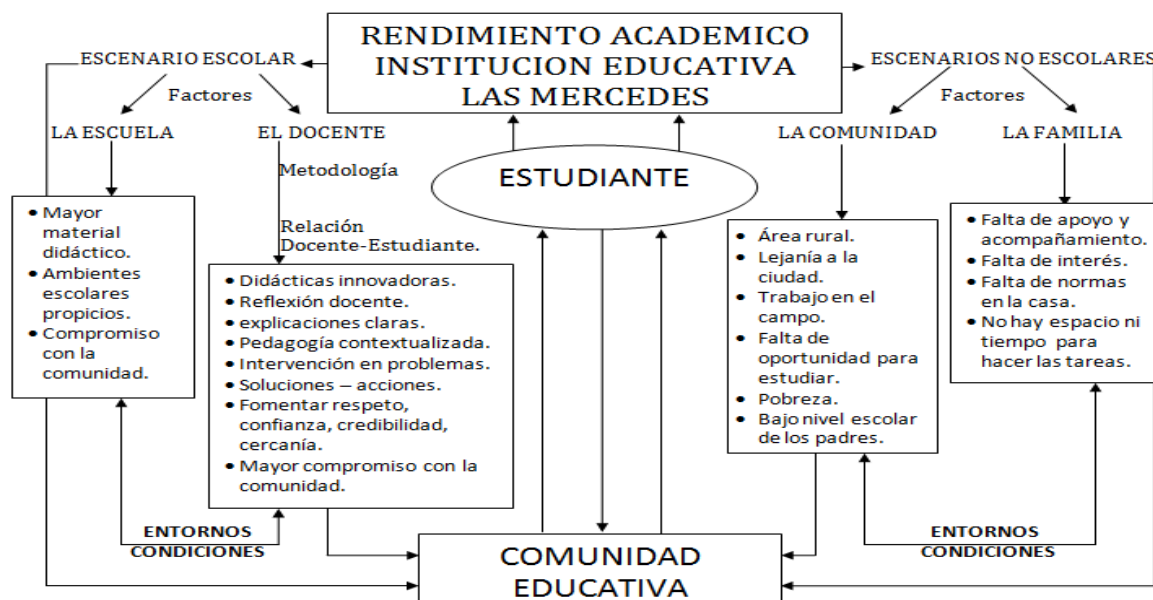 RENDIMIENTO ACADEMICO
INSTITUCION EDUCATIVA
LAS MERCEDES
ESCENARIO ESCOLAR
Factores
LA ESCUELA
EL DOCENTE
Metodología
Relación
Docente-Estudiante.
• Mayor
material
didáctico.
• Ambientes
escolares
propicios.
• Compromiso
con la
comunidad.
• Didácticas innovadoras.
• Reflexión docente.
• explicaciones claras.
• Pedagogía contextualizada.
• Intervención en problemas.
• Soluciones – acciones.
• Fomentar respeto,
confianza, credibilidad,
cercanía.
• Mayor compromiso con la
comunidad.
ENTORNOS
CONDICIONES
ESTUDIANTE
ESCENARIOS NO ESCOLARES
Factores
LA COMUNIDAD
LA FAMILIA
• Área rural.
• Lejanía a la
ciudad.
• Trabajo en el
campo.
• Falta de
oportunidad para
estudiar.
• Pobreza.
• Bajo nivel escolar
de los padres.
• Falta de apoyo y
acompañamiento.
• Falta de interés.
• Falta de normas
en la casa.
• No hay espacio ni
tiempo para
hacer las tareas.
ENTORNOS
CONDICIONES
COMUNIDAD
EDUCATIVA